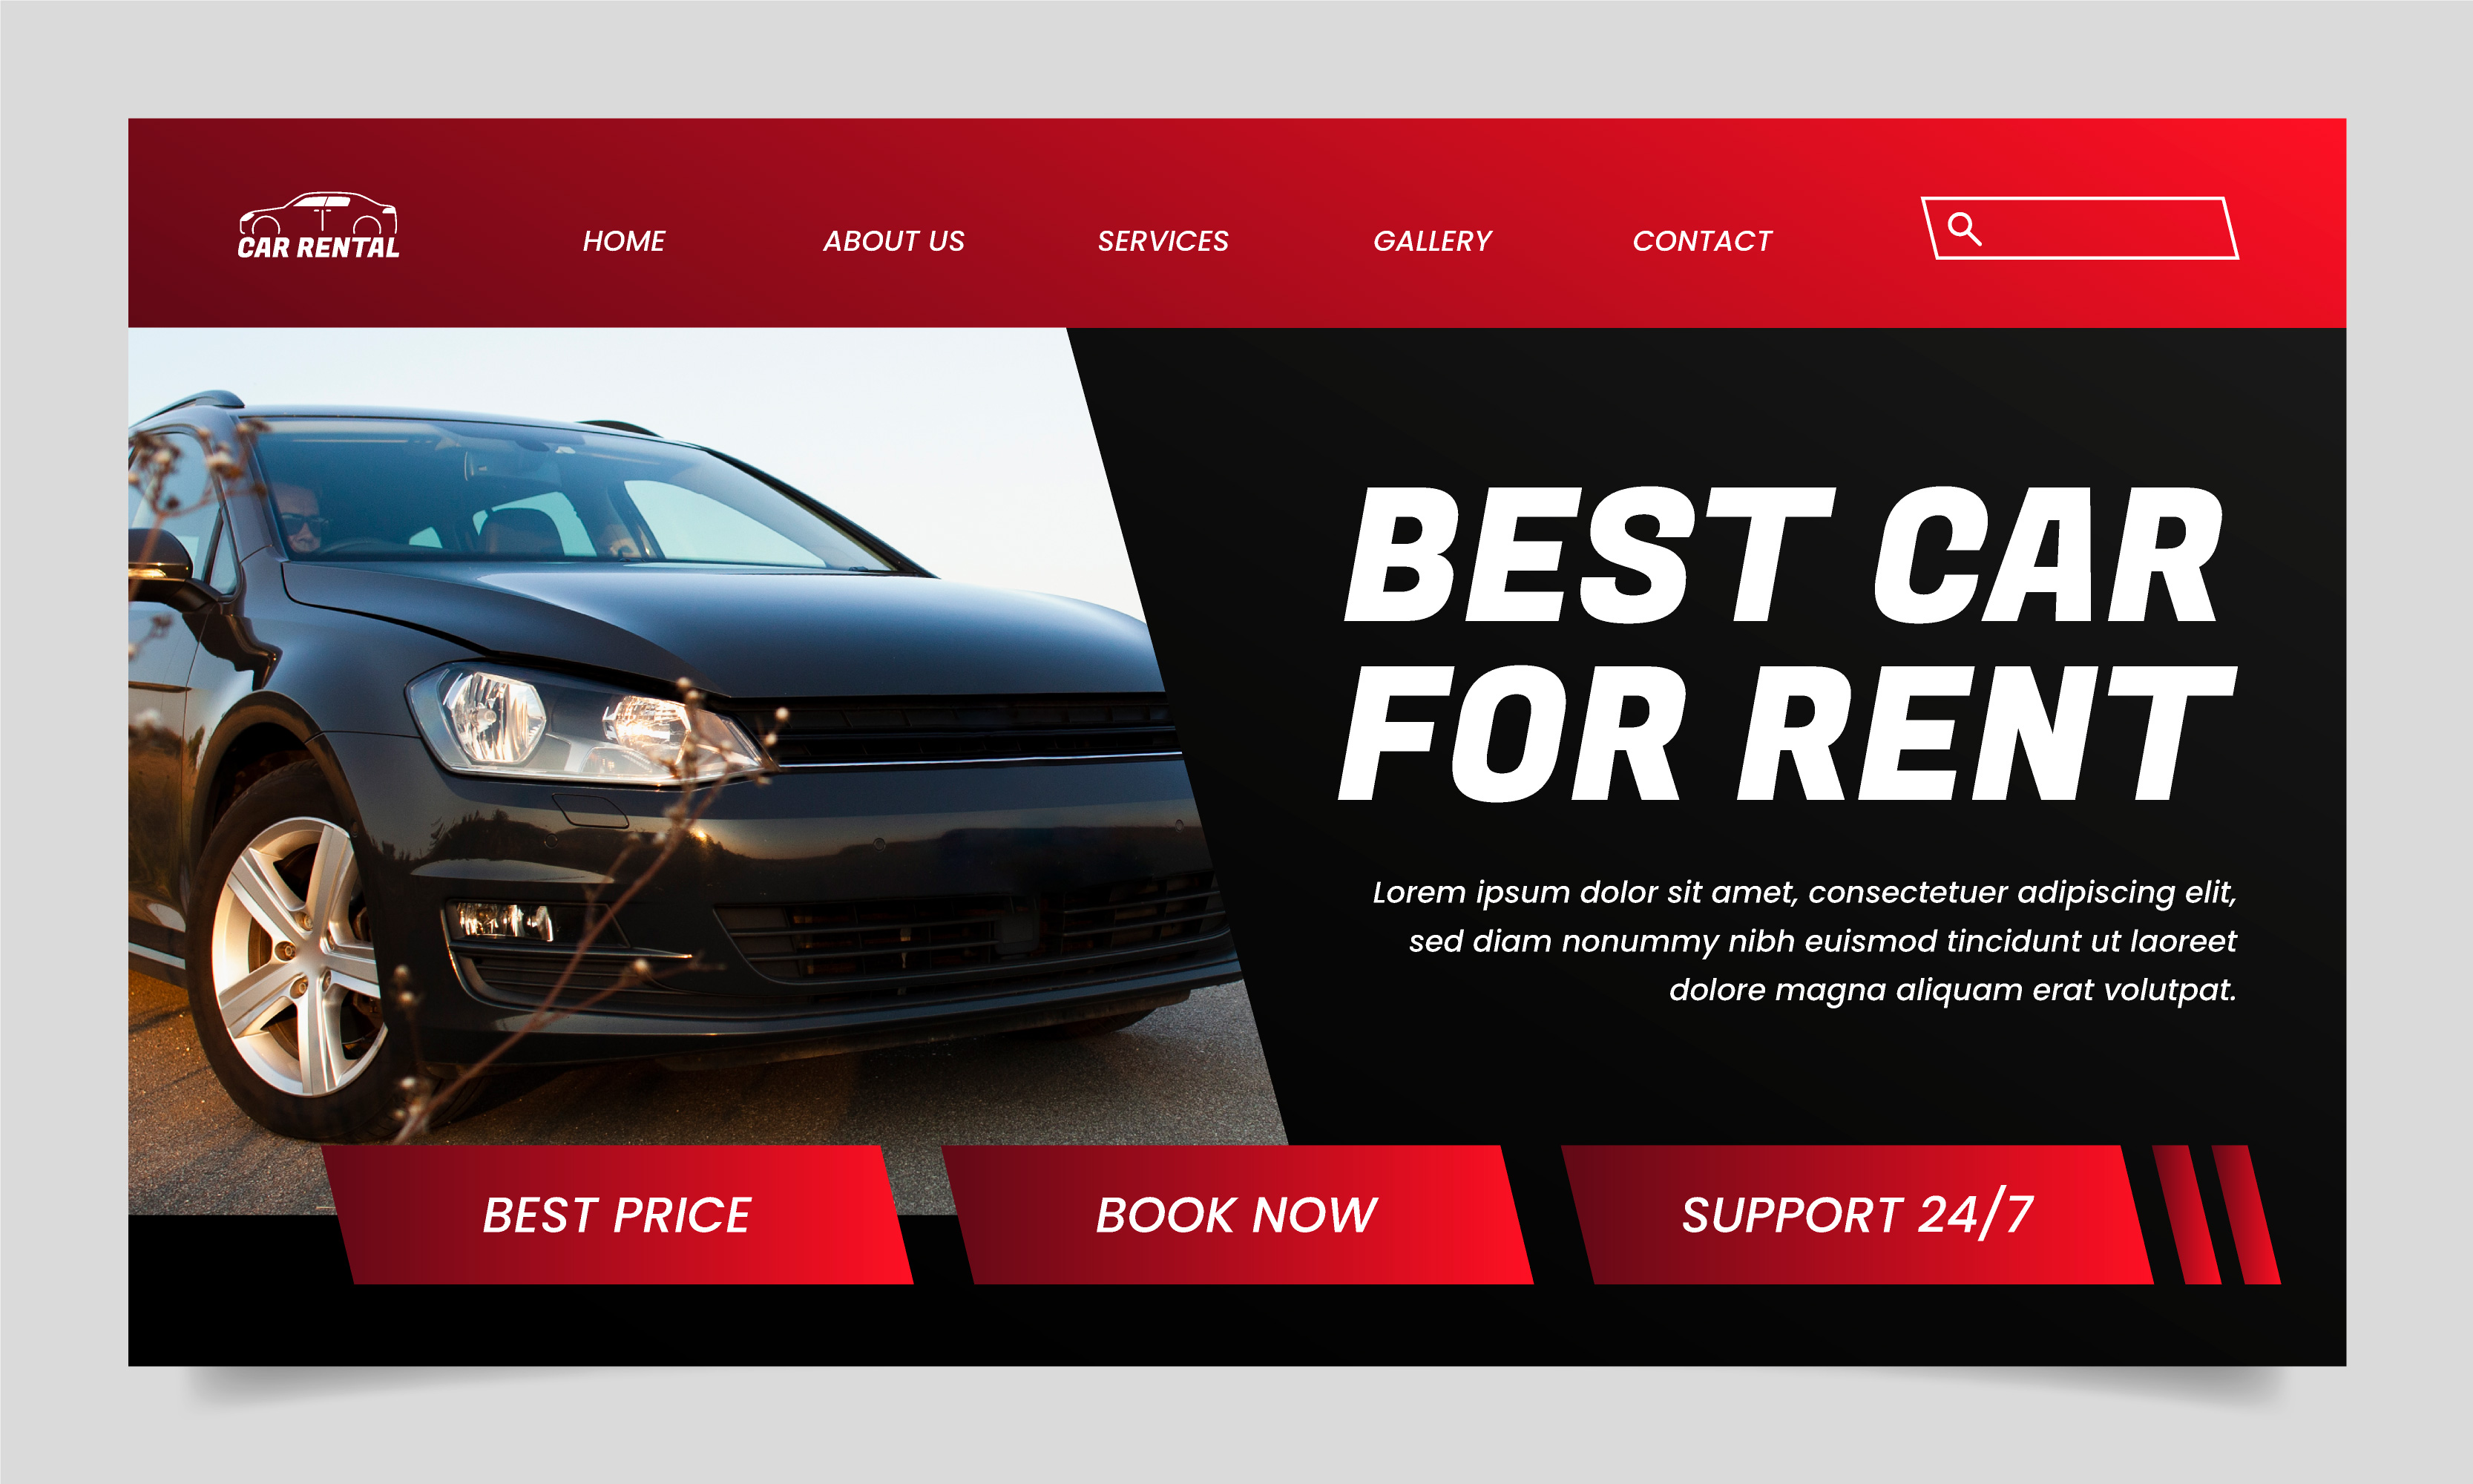 CAR RENTAL
HOME
ABOUT US
SERVICES
GALLERY
CONTACT
BEST CAR
FOR RENT
Lorem ipsum dolor sit amet, consectetuer adipiscing elit,
sed diam nonummy nibh euismod tincidunt ut laoreet
dolore magna aliquam erat volutpat.
BEST PRICE
BOOK NOW
SUPPORT 24/7